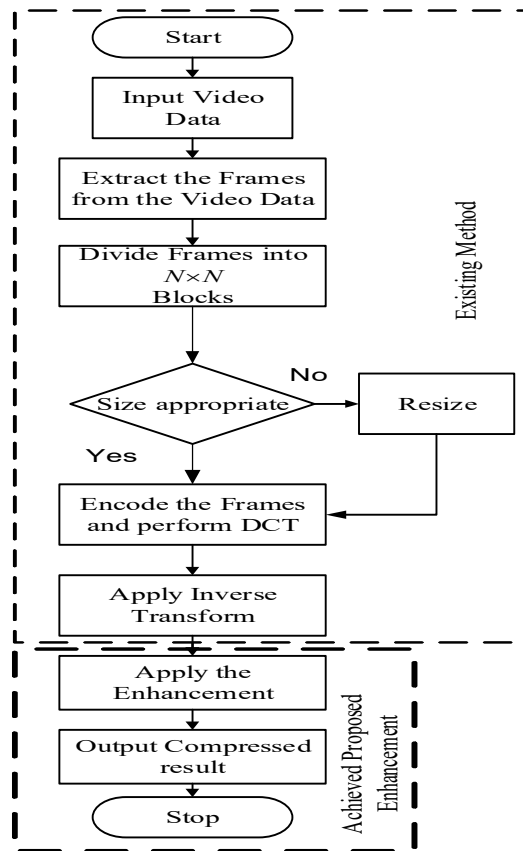 Start
Input Video
Data
Extract the Frames
from the Video Data
Divide Frames into
N×N
Blocks
Size appropriate
No
Resize
Yes
Encode the Frames
and perform DCT
Apply Inverse
Transform
Existing Method
Apply the
Enhancement
Output Compressed
result
Stop
Achieved Proposed
Enhancement